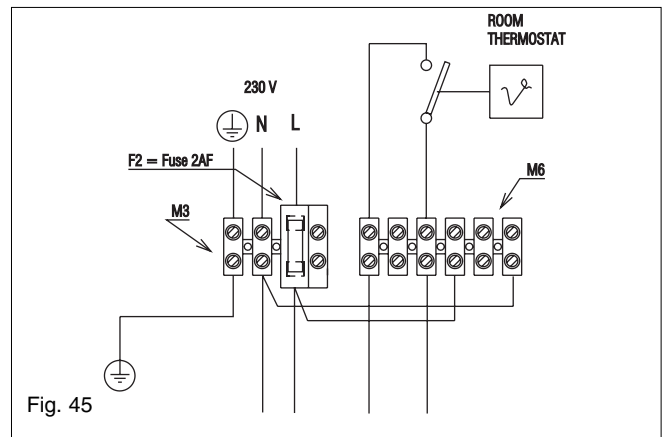 ROOM
THERMOSTAT
230 V
N L
F2 = Fuse 2AF
M6
M3
Fig. 45